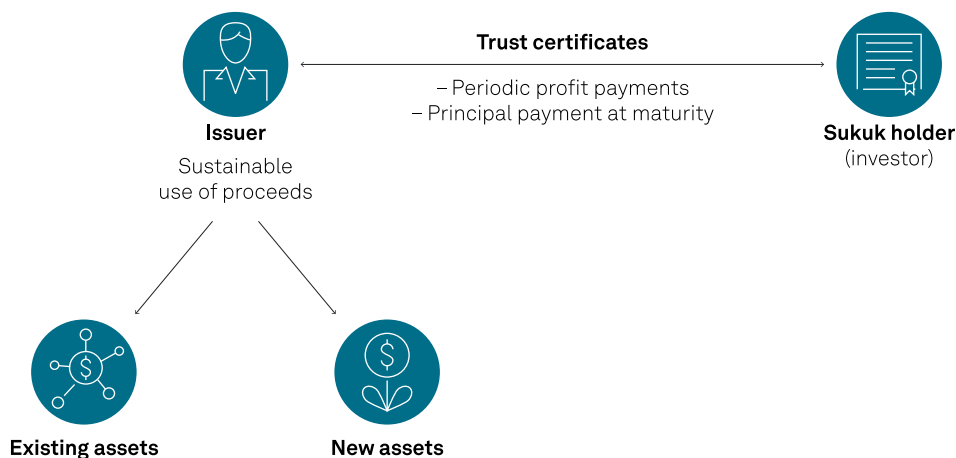 Trust certificates
– Periodic profit payments
– Principal payment at maturity
Issuer
Sustainable
use of proceeds
Sukuk holder
(investor)
$
Existing assets
$
New assets